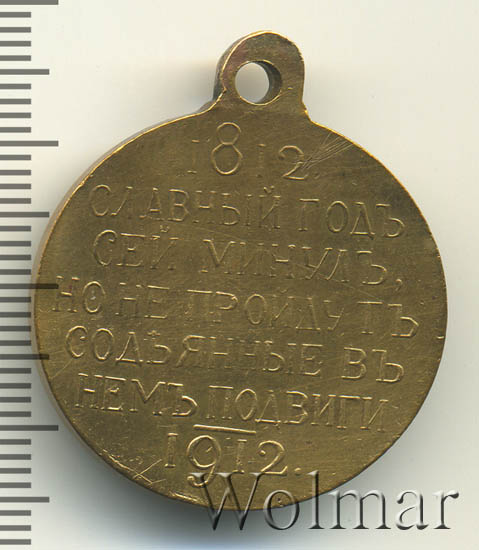 1812.
СЛАВНЫЙ ГОДЪ
СЕЙ МИНУЛЪ,
НО НЕ ПРОЙДУТЪ
СОДѢЯННЫЕ ВЪ
НЕМЪ ПОДВИГИ
1912.
Wolmar